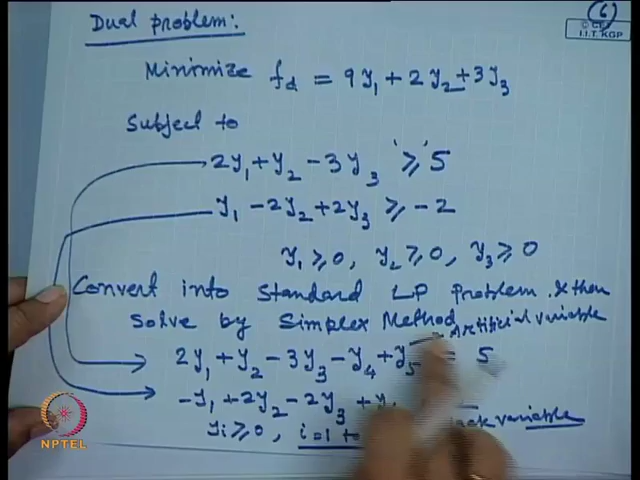 6
© CET
I.I.T. KGP
Dual problem:
Minimize f_d = 9y_1 + 2y_2 + 3y_3
Subject to
2y_1 + y_2 - 3y_3 ≥ 5
y_1 - 2y_2 + 2y_3 ≥ -2
y_1 ≥ 0, y_2 ≥ 0, y_3 ≥ 0
Convert into standard LP problem & then
solve by Simplex Method
Artificial variable
2y_1 + y_2 - 3y_3 - y_4 + y_5 = 5
-y_1 + 2y_2 - 2y_3 + y
y_i ≥ 0, i = 1 to variable
NPTEL